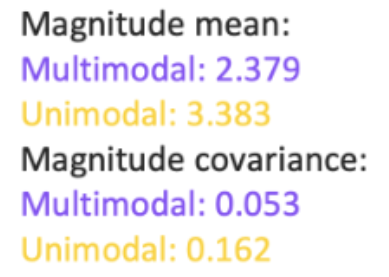 Magnitude mean:
Multimodal: 2.379
Unimodal: 3.383
Magnitude covariance:
Multimodal: 0.053
Unimodal: 0.162